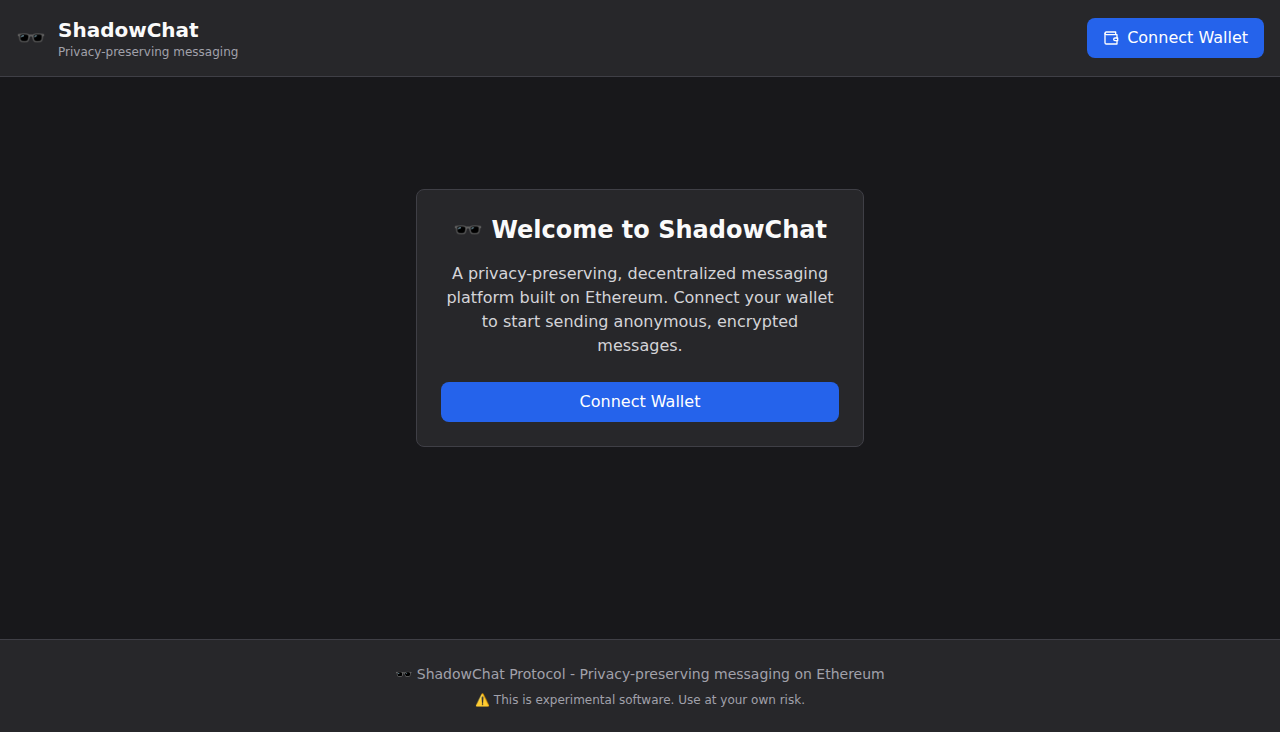 ShadowChat
Privacy-preserving messaging
Connect Wallet
🕶️ Welcome to ShadowChat
A privacy-preserving, decentralized messaging
platform built on Ethereum. Connect your wallet
to start sending anonymous, encrypted
messages.
Connect Wallet
🕶️ ShadowChat Protocol - Privacy-preserving messaging on Ethereum
⚠️ This is experimental software. Use at your own risk.